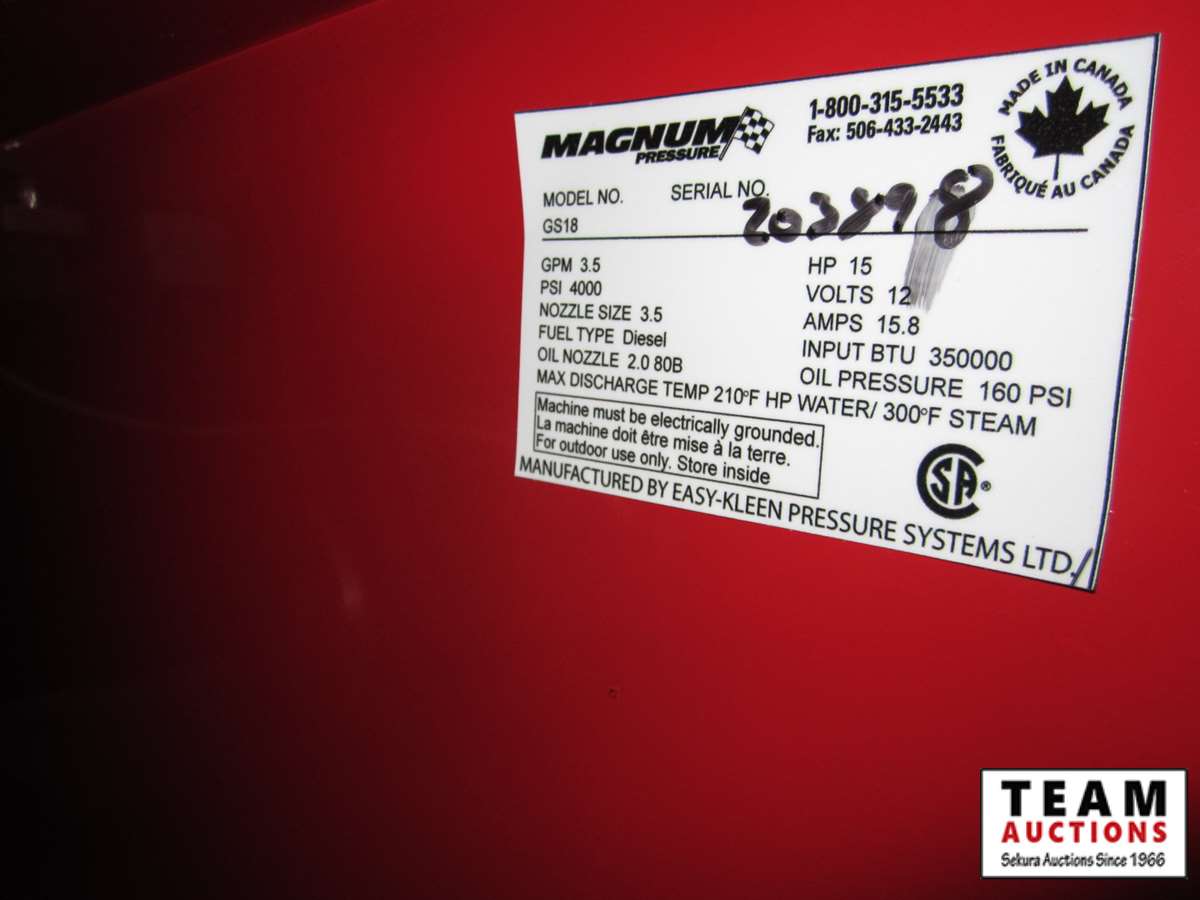 MAGNUM
PRESSURE
1-800-315-5533
Fax: 506-433-2443
MADE IN CANADA
FABRIQUÉ AU CANADA
MODEL NO.
GS18
SERIAL NO.
203898
GPM 3.5
PSI 4000
NOZZLE SIZE 3.5
FUEL TYPE Diesel
OIL NOZZLE 2.0 80B
HP 15
VOLTS 12
AMPS 15.8
INPUT BTU 350000
OIL PRESSURE 160 PSI
MAX DISCHARGE TEMP 210°F HP WATER/ 300°F STEAM
Machine must be electrically grounded.
La machine doit être mise à la terre.
For outdoor use only. Store inside
CSA®
MANUFACTURED BY EASY-KLEEN PRESSURE SYSTEMS LTD.
TEAM
AUCTIONS
Sekura Auctions Since 1966